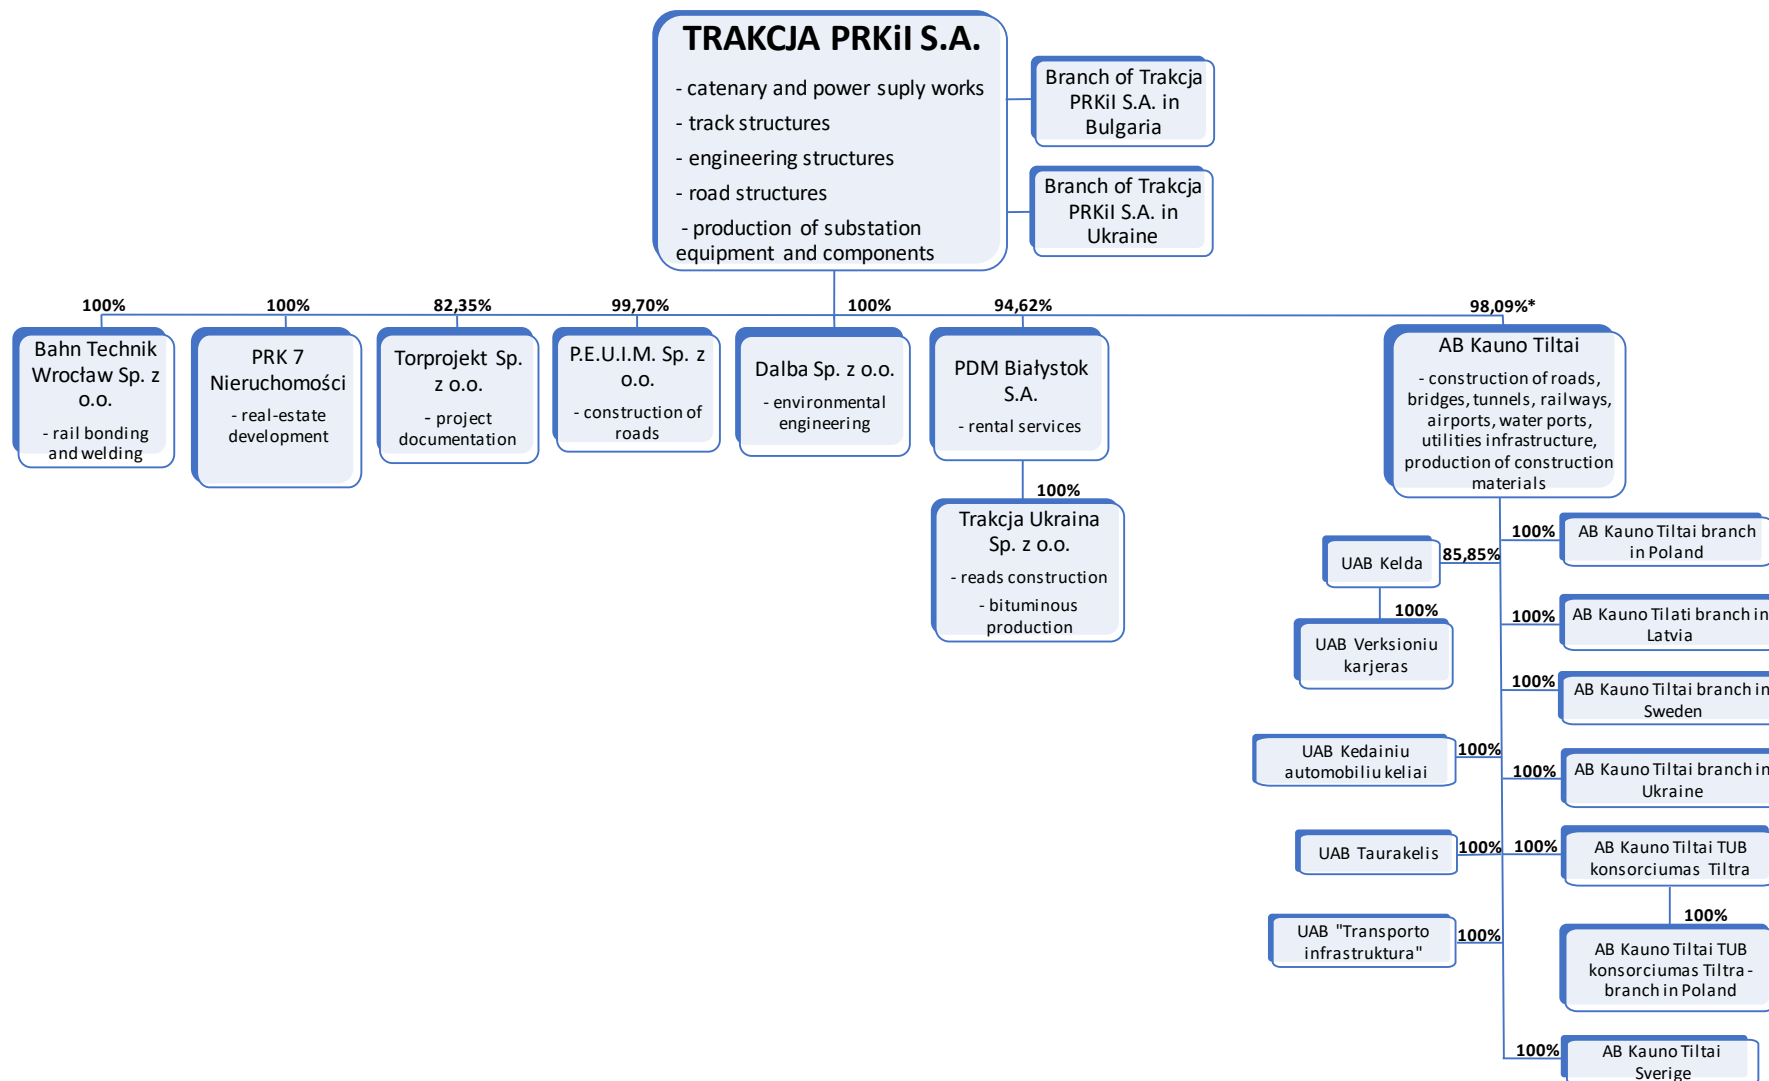 TRAKCJA PRKiI S.A.
- catenary and power suply works
- track structures
- engineering structures
- road structures
- production of substation
equipment and components
Branch of Trakcja
PRKiI S.A. in
Bulgaria
Branch of Trakcja
PRKiI S.A. in
Ukraine
100%
100%
82,35%
99,70%
100%
94,62%
98,09%*
Bahn Technik
Wrocław Sp. z
o.o.
- rail bonding
and welding
PRK 7
Nieruchomości
- real-estate
development
Torprojekt Sp.
z o.o.
- project
documentation
P.E.U.I.M. Sp. z
o.o.
- construction of
roads
Dalba Sp. z o.o.
- environmental
engineering
PDM Białystok
S.A.
- rental services
100%
Trakcja Ukraina
Sp. z o.o.
- reads construction
- bituminous
production
AB Kauno Tiltai
- construction of roads,
bridges, tunnels, railways,
airports, water ports,
utilities infrastructure,
production of construction
materials
UAB Kelda
85,85%
100%
UAB Verksioniu
karjeras
UAB Kedainiu
automobiliu keliai
100%
UAB Taurakelis
100%
UAB "Transporto
infrastruktura"
100%
100%
AB Kauno Tiltai branch
in Poland
100%
AB Kauno Tilati branch in
Latvia
100%
AB Kauno Tiltai branch in
Sweden
100%
AB Kauno Tiltai branch in
Ukraine
100%
AB Kauno Tiltai TUB
konsorciumas Tiltra
100%
AB Kauno Tiltai TUB
konsorciumas Tiltra -
branch in Poland
100%
AB Kauno Tiltai
Sverige